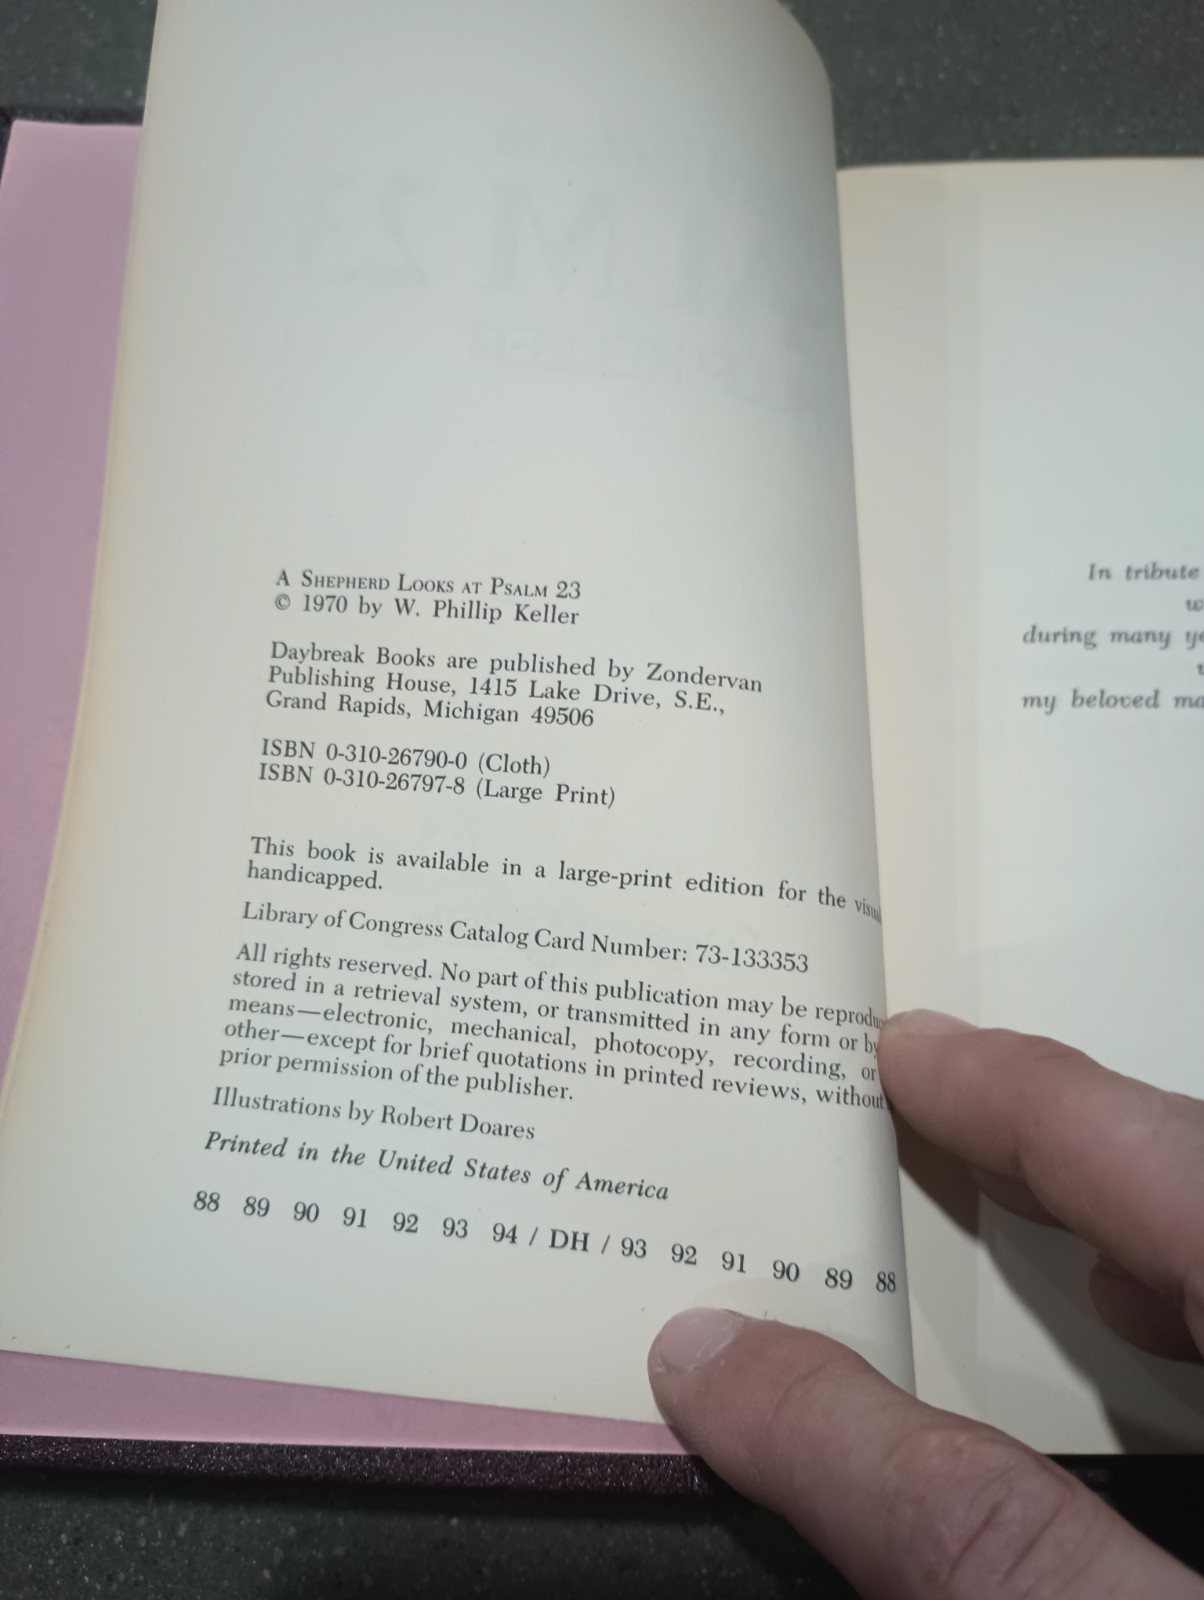 A Shepherd Looks at Psalm 23
© 1970 by W. Phillip Keller
Daybreak Books are published by Zondervan
Publishing House, 1415 Lake Drive, S.E.,
Grand Rapids, Michigan 49506
ISBN 0-310-26790-0 (Cloth)
ISBN 0-310-26797-8 (Large Print)
This book is available in a large-print edition for the
handicapped.
Library of Congress Catalog Card Number: 73-133353
All rights reserved. No part of this publication may be
stored in a retrieval system, or transmitted in any form or by
means—electronic, mechanical, photocopy, recording, or
other—except for brief quotations in printed reviews, without
prior permission of the publisher.
Illustrations by Robert Doares
Printed in the United States of America
88 89 90 91 92 93 94 / DH / 93 92 91 90 89 88
In tribute
during many
my beloved